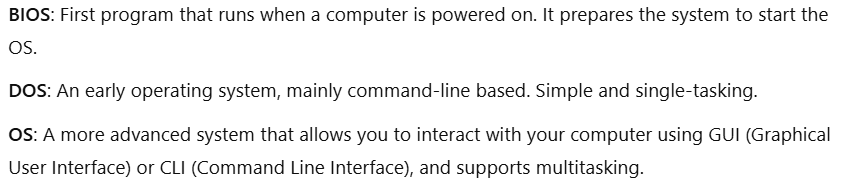 BIOS: First program that runs when a computer is powered on. It prepares the system to start the
OS.
DOS: An early operating system, mainly command-line based. Simple and single-tasking.
OS: A more advanced system that allows you to interact with your computer using GUI (Graphical
User Interface) or CLI (Command Line Interface), and supports multitasking.